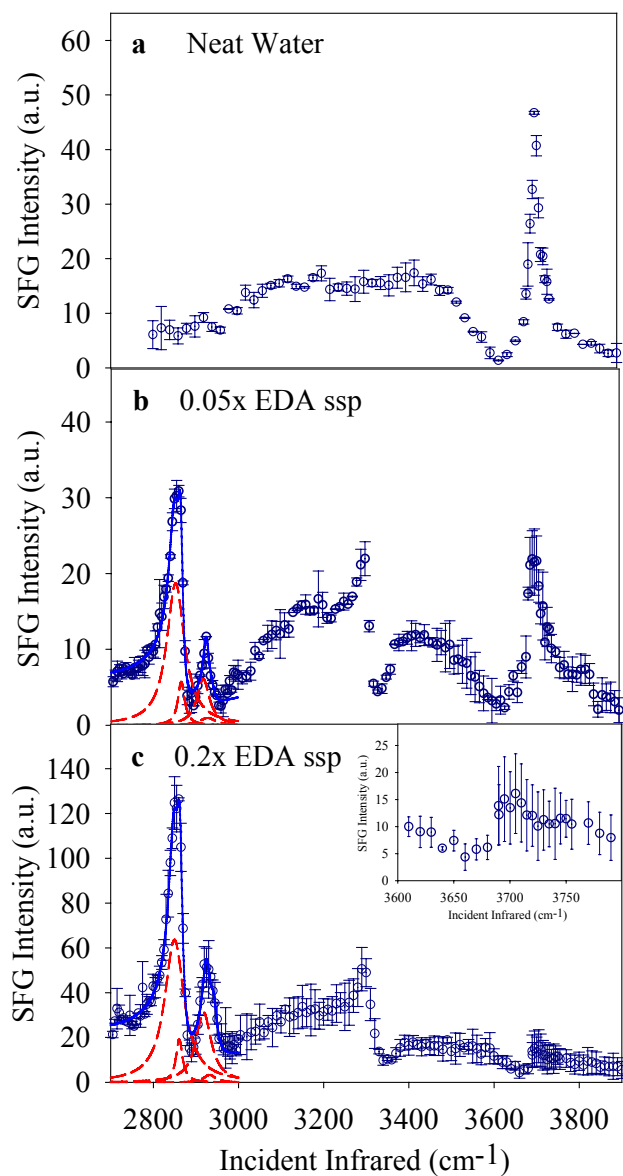 a Neat Water
60
50
40
30
20
10
0
SFG Intensity (a.u.)
b 0.05x EDA ssp
40
30
20
10
0
SFG Intensity (a.u.)
c 0.2x EDA ssp
140
120
100
80
60
40
20
0
SFG Intensity (a.u.)
25
20
15
10
5
0
SFG Intensity (a.u.)
3600 3650 3700 3750
Incident Infrared (cm-1)
2800 3000 3200 3400 3600 3800
Incident Infrared (cm-1)